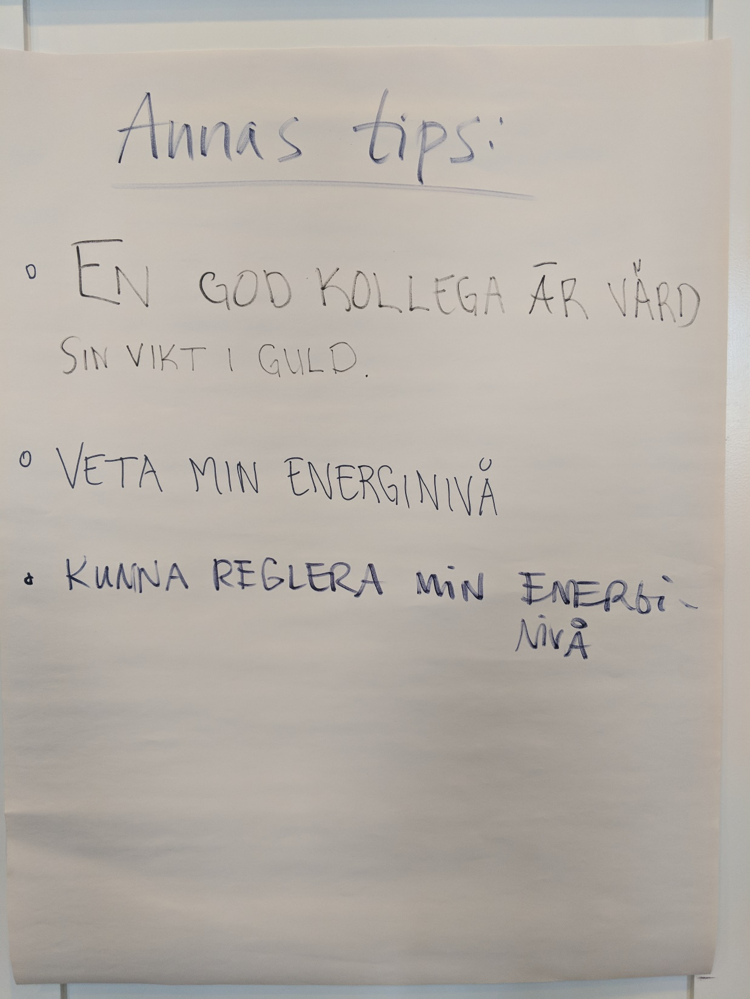 Annas tips:
EN GOD KOLLEGA ÄR VÄRD
SIN VIKT I GULD.
VETA MIN ENERGINIVÅ
KUNNA REGLERA MIN ENERGI-
NIVÅ